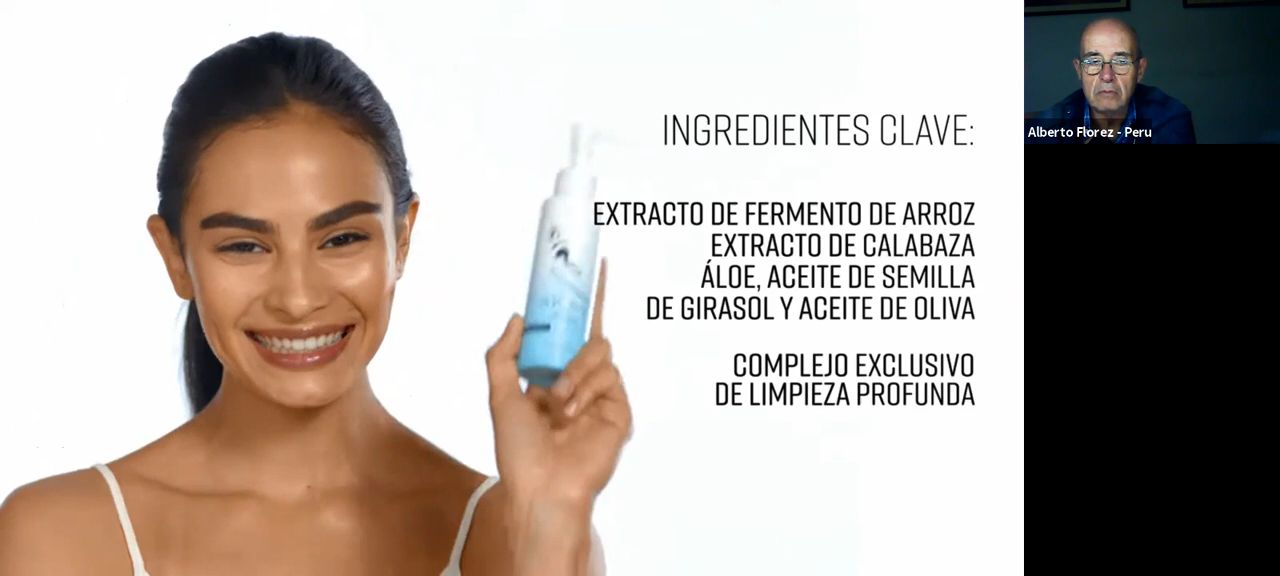 INGREDIENTES CLAVE:
EXTRACTO DE FERMENTO DE ARROZ
EXTRACTO DE CALABAZA
ÁLOE, ACEITE DE SEMILLA
DE GIRASOL Y ACEITE DE OLIVA
COMPLEJO EXCLUSIVO
DE LIMPIEZA PROFUNDA
Alberto Florez - Peru